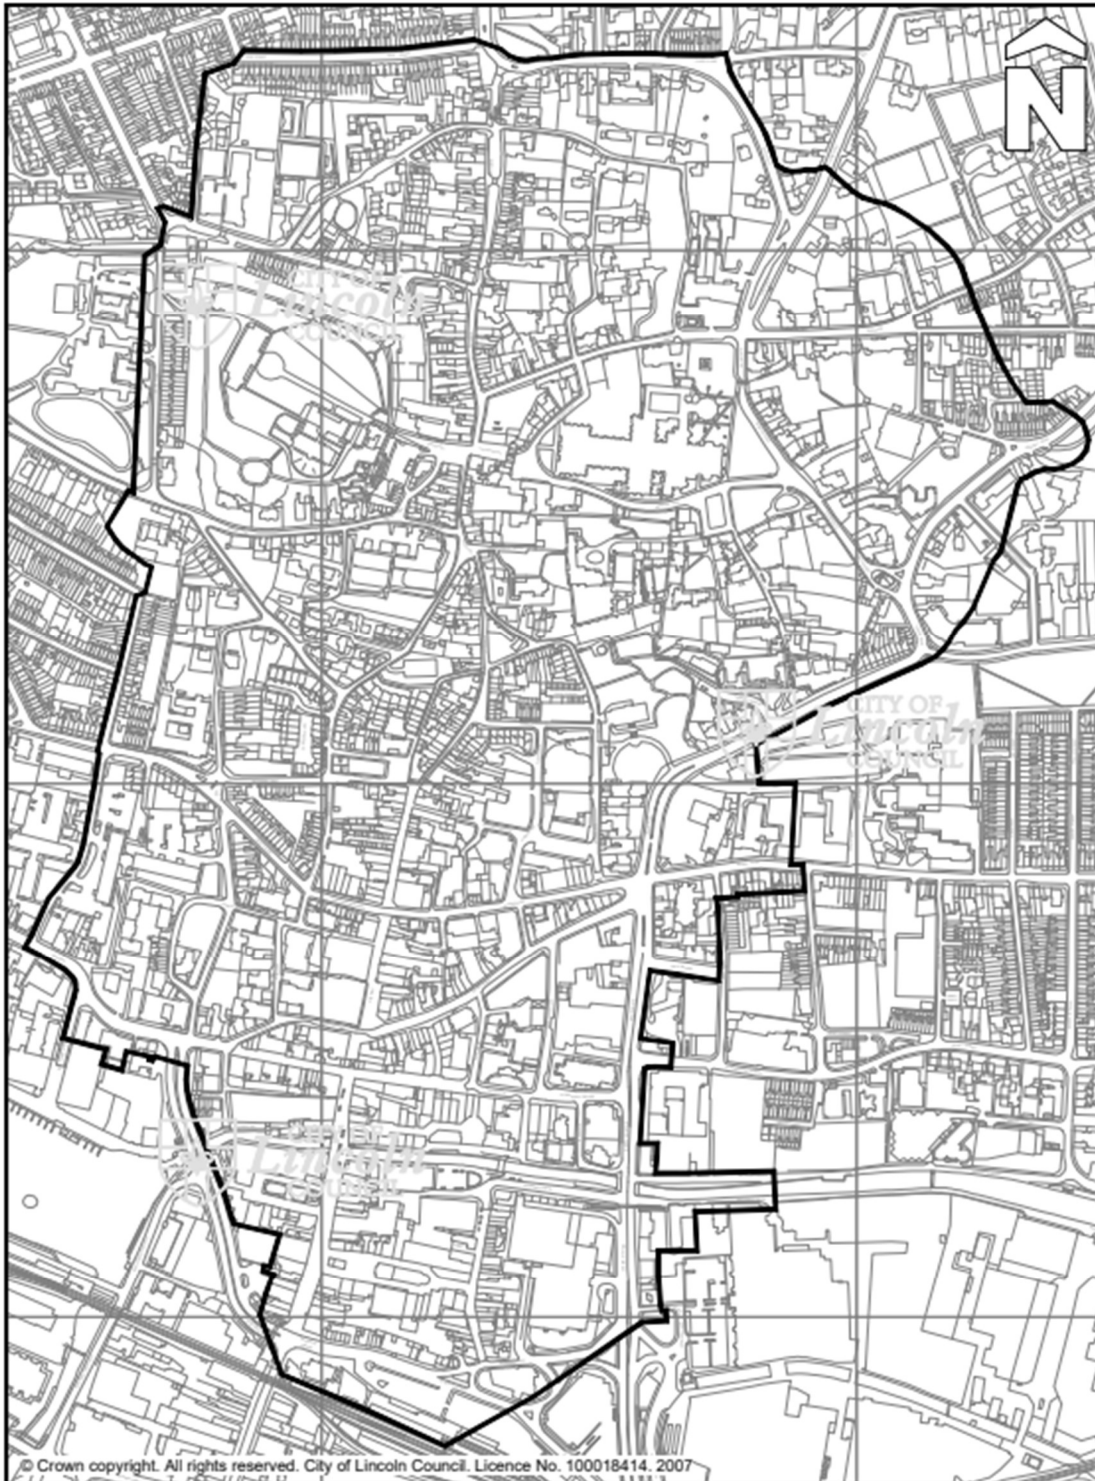 N
CITY OF
Lincoln
COUNCIL
CITY OF
Lincoln
COUNCIL
CITY OF
Lincoln
COUNCIL
© Crown copyright. All rights reserved. City of Lincoln Council. Licence No. 100018414. 2007